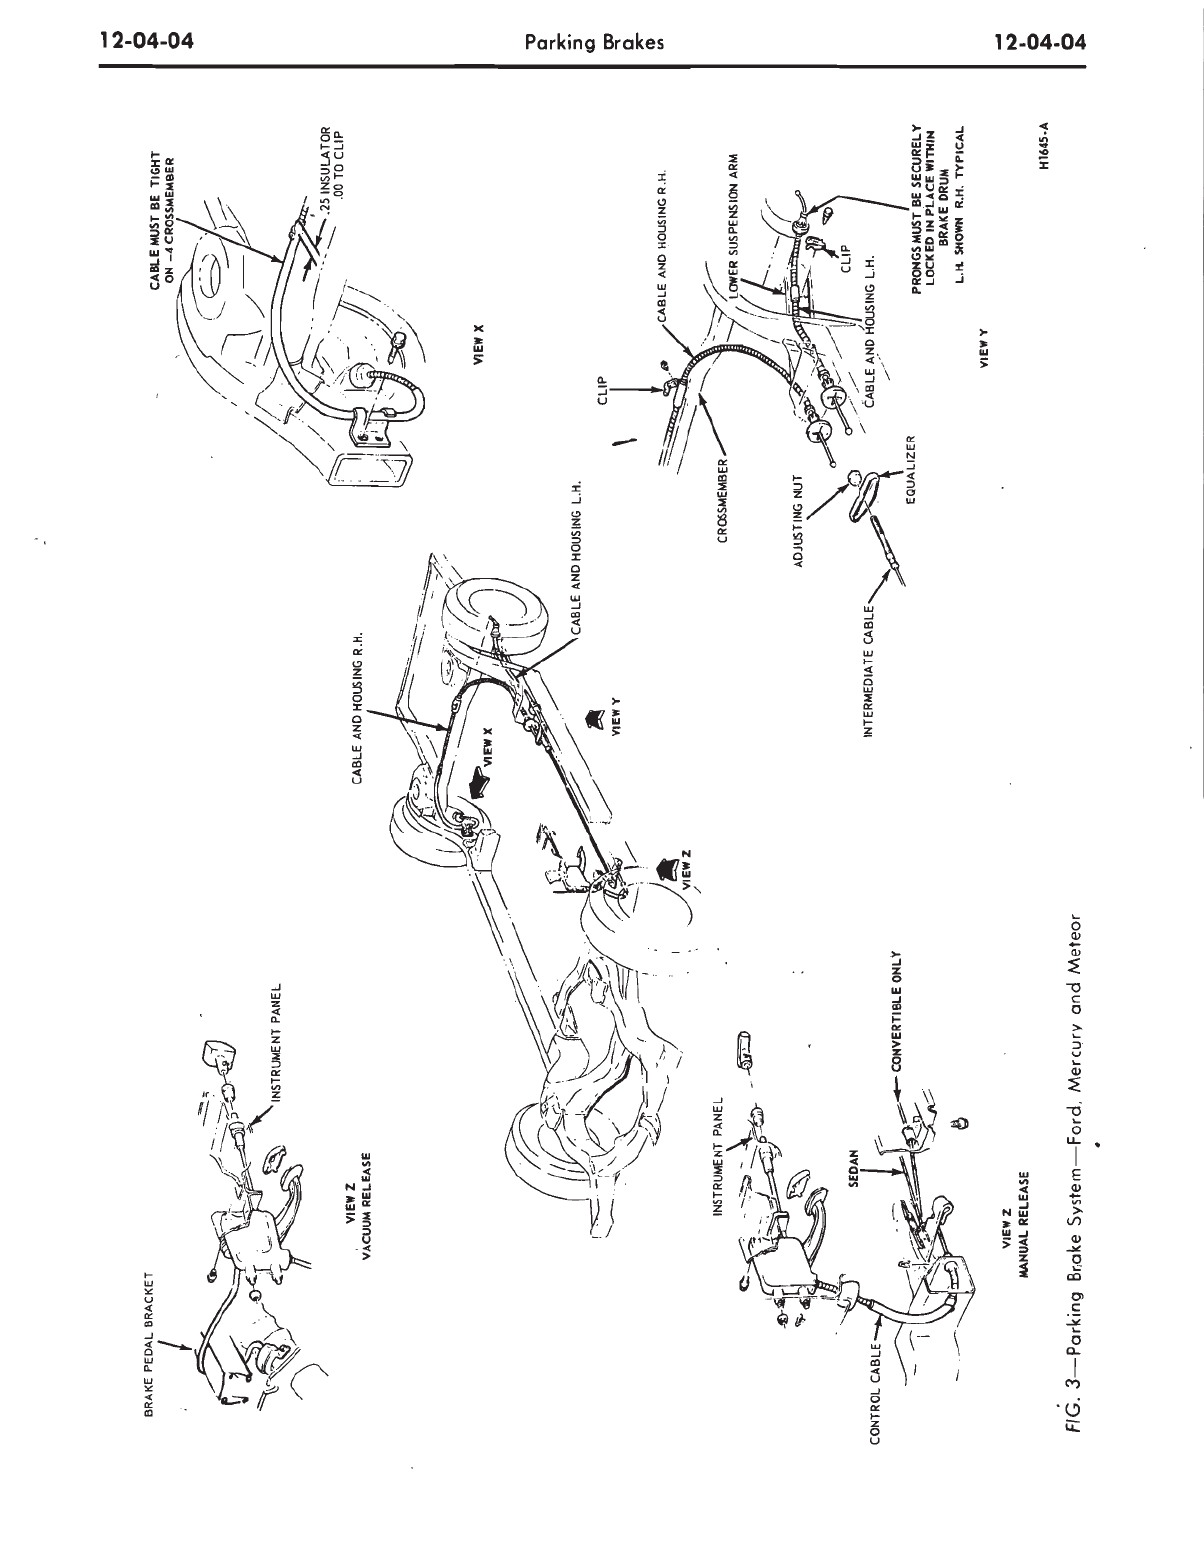 12-04-04
Parking Brakes
12-04-04
CABLE MUST BE TIGHT
ON -4 CROSSMEMBER
.25 INSULATOR
.00 TO CLIP
VIEW X
CABLE AND HOUSING R.H.
LOWER SUSPENSION ARM
CLIP
CLIP
CABLE AND HOUSING L.H.
PRONGS MUST BE SECURELY
LOCKED IN PLACE WITHIN
BRAKE DRUM
L.H. SHOWN R.H. TYPICAL
VIEW Y
H1645-A
CROSSMEMBER
ADJUSTING NUT
EQUALIZER
INTERMEDIATE CABLE
CABLE AND HOUSING R.H.
CABLE AND HOUSING L.H.
VIEW X
VIEW Y
VIEW Z
BRAKE PEDAL BRACKET
INSTRUMENT PANEL
VIEW Z
VACUUM RELEASE
INSTRUMENT PANEL
CONVERTIBLE ONLY
SEDAN
CONTROL CABLE
VIEW Z
MANUAL RELEASE
FIG. 3—Parking Brake System—Ford, Mercury and Meteor